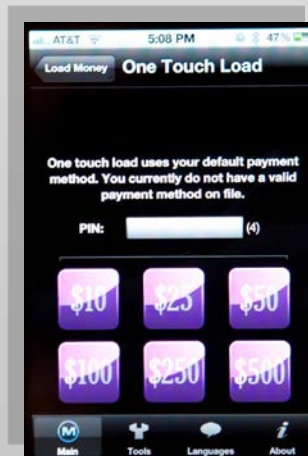 AT&T 5:08 PM 47%
Load Money One Touch Load
One touch load uses your default payment
method. You currently do not have a valid
payment method on file.
PIN: (4)
$10 $25 $50
$100 $250 $500
Main Tools Languages About